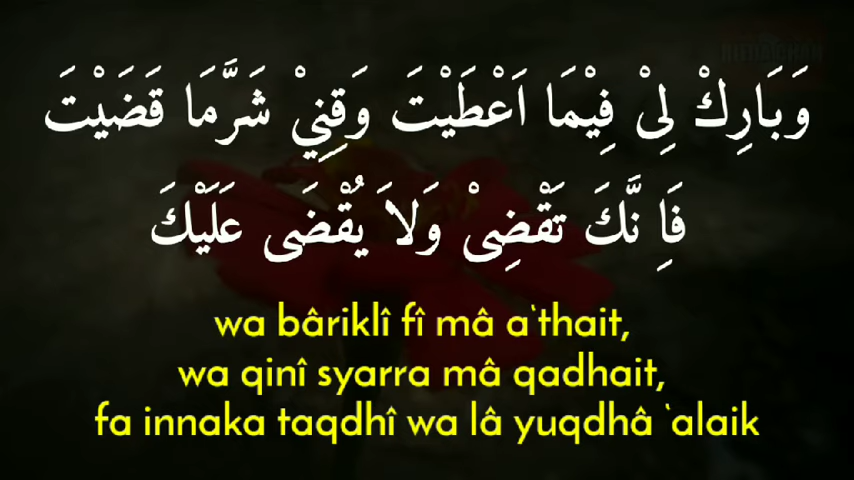 وَبَارِكْ لِيْ فِيْمَا اَعْطَيْتَ وَقِنِيْ شَرَّمَا قَضَيْتَ
فَاِ نَّكَ تَقْضِىْ وَلاَ يُقْضَى عَلَيْكَ
wa bâriklî fî mâ a`thait,
wa qinî syarra mâ qadhait,
fa innaka taqdhî wa lâ yuqdhâ `alaik